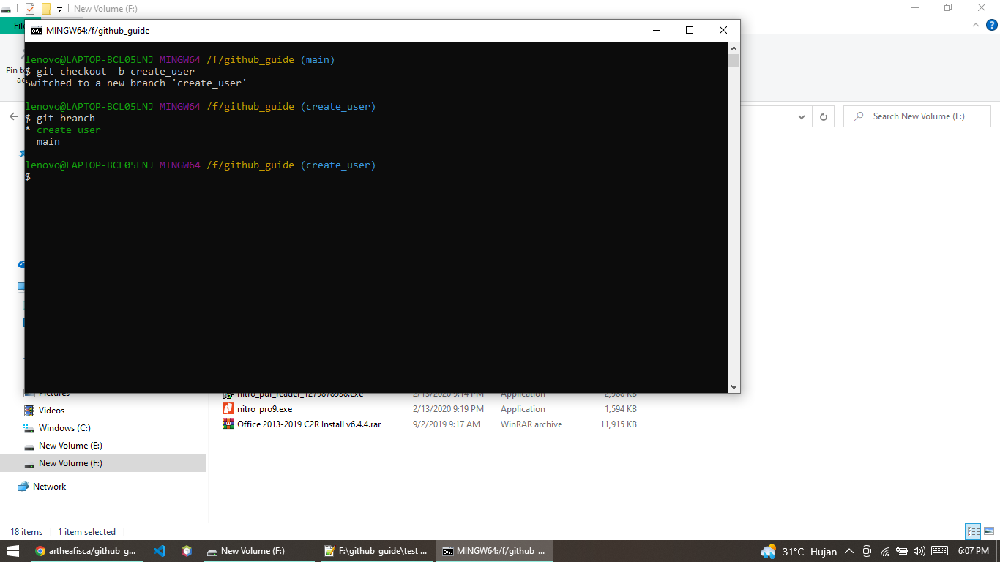 New Volume (F:)
MINGW64:/f/github_guide
lenovo@LAPTOP-BCL05LNJ MINGW64 /f/github_guide (main)
$ git checkout -b create_user
Switched to a new branch 'create_user'
lenovo@LAPTOP-BCL05LNJ MINGW64 /f/github_guide (create_user)
$ git branch
* create_user
main
lenovo@LAPTOP-BCL05LNJ MINGW64 /f/github_guide (create_user)
$
Search New Volume (F:)
Pictures
Videos
Windows (C:)
New Volume (E:)
New Volume (F:)
Network
nitro_pdf_reader_1279878938.exe 2/13/2020 9:14 PM Application 2,988 KB
nitro_pro9.exe 2/13/2020 9:19 PM Application 1,594 KB
Office 2013-2019 C2R Install v6.4.4.rar 9/2/2019 9:17 AM WinRAR archive 11,915 KB
18 items 1 item selected
artheafisca/github_g... New Volume (F:) F:\github_guide\test ... MINGW64:/f/github_... 31°C Hujan 6:07 PM